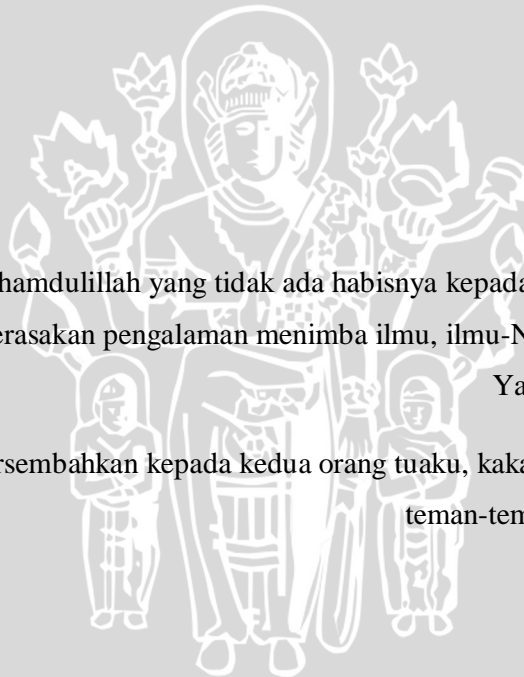 hamdulillah yang tidak ada habisnya kepada
erasakan pengalaman menimba ilmu, ilmu-N
Ya
rsembahkan kepada kedua orang tuaku, kaka
teman-tem